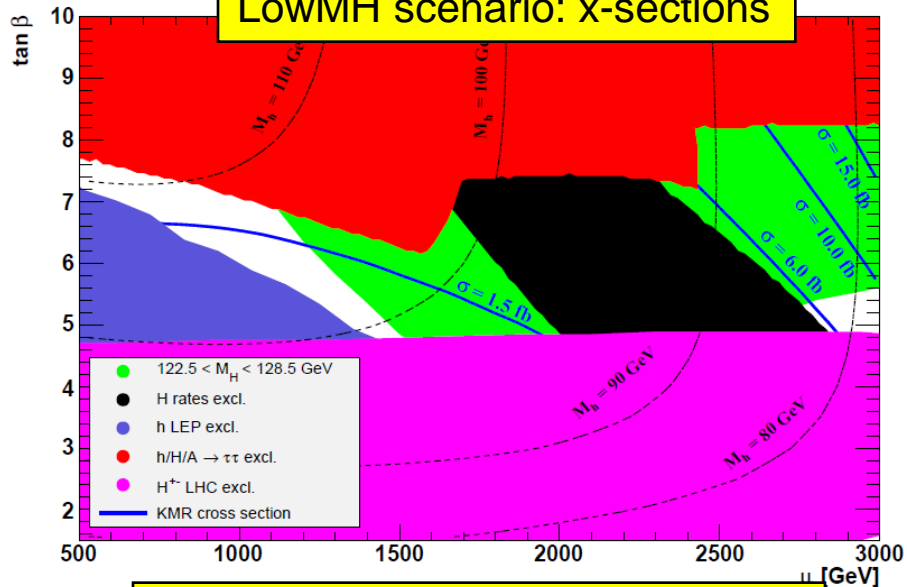 LowMH scenario: x-sections
tan β
10
9
8
7
6
5
4
3
2
M_h = 110 Ge
M_h = 100 GeV
σ = 15.0 fb
σ = 10.0 fb
σ = 6.0 fb
σ = 1.5 fb
M_h = 90 GeV
M_h = 80 GeV
122.5 < M_H < 128.5 GeV
H rates excl.
h LEP excl.
h/H/A → ττ excl.
H^+- LHC excl.
KMR cross section
500 1000 1500 2000 2500 3000
[GeV]